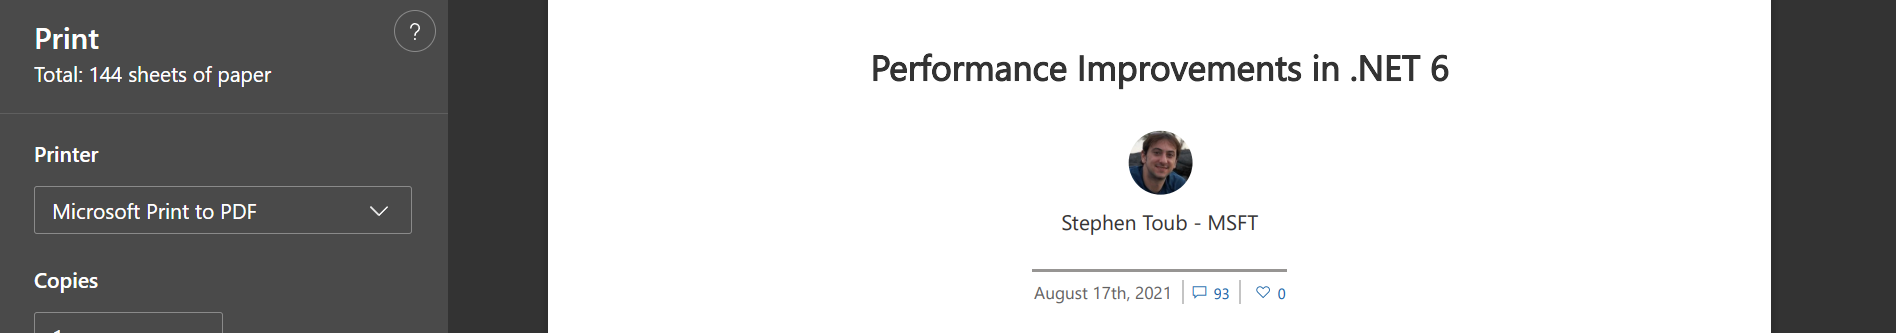 Print
?
Total: 144 sheets of paper
Printer
Microsoft Print to PDF
Copies
Performance Improvements in .NET 6
Stephen Toub - MSFT
August 17th, 2021 93 0